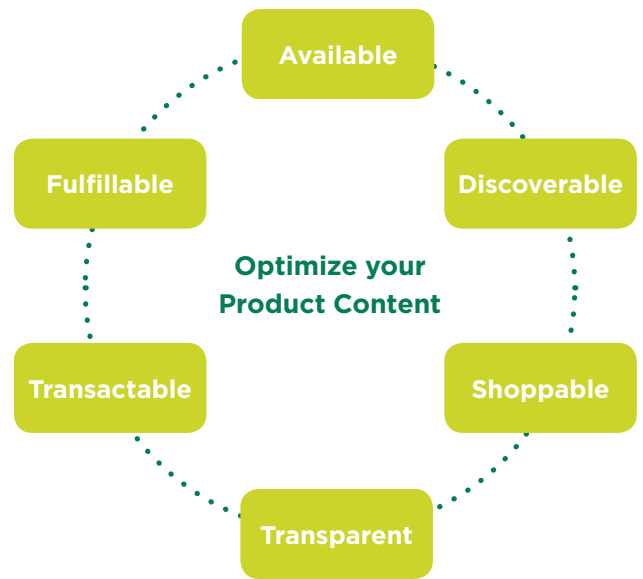 Available
Fulfillable
Discoverable
Optimize your
Product Content
Transactable
Shoppable
Transparent